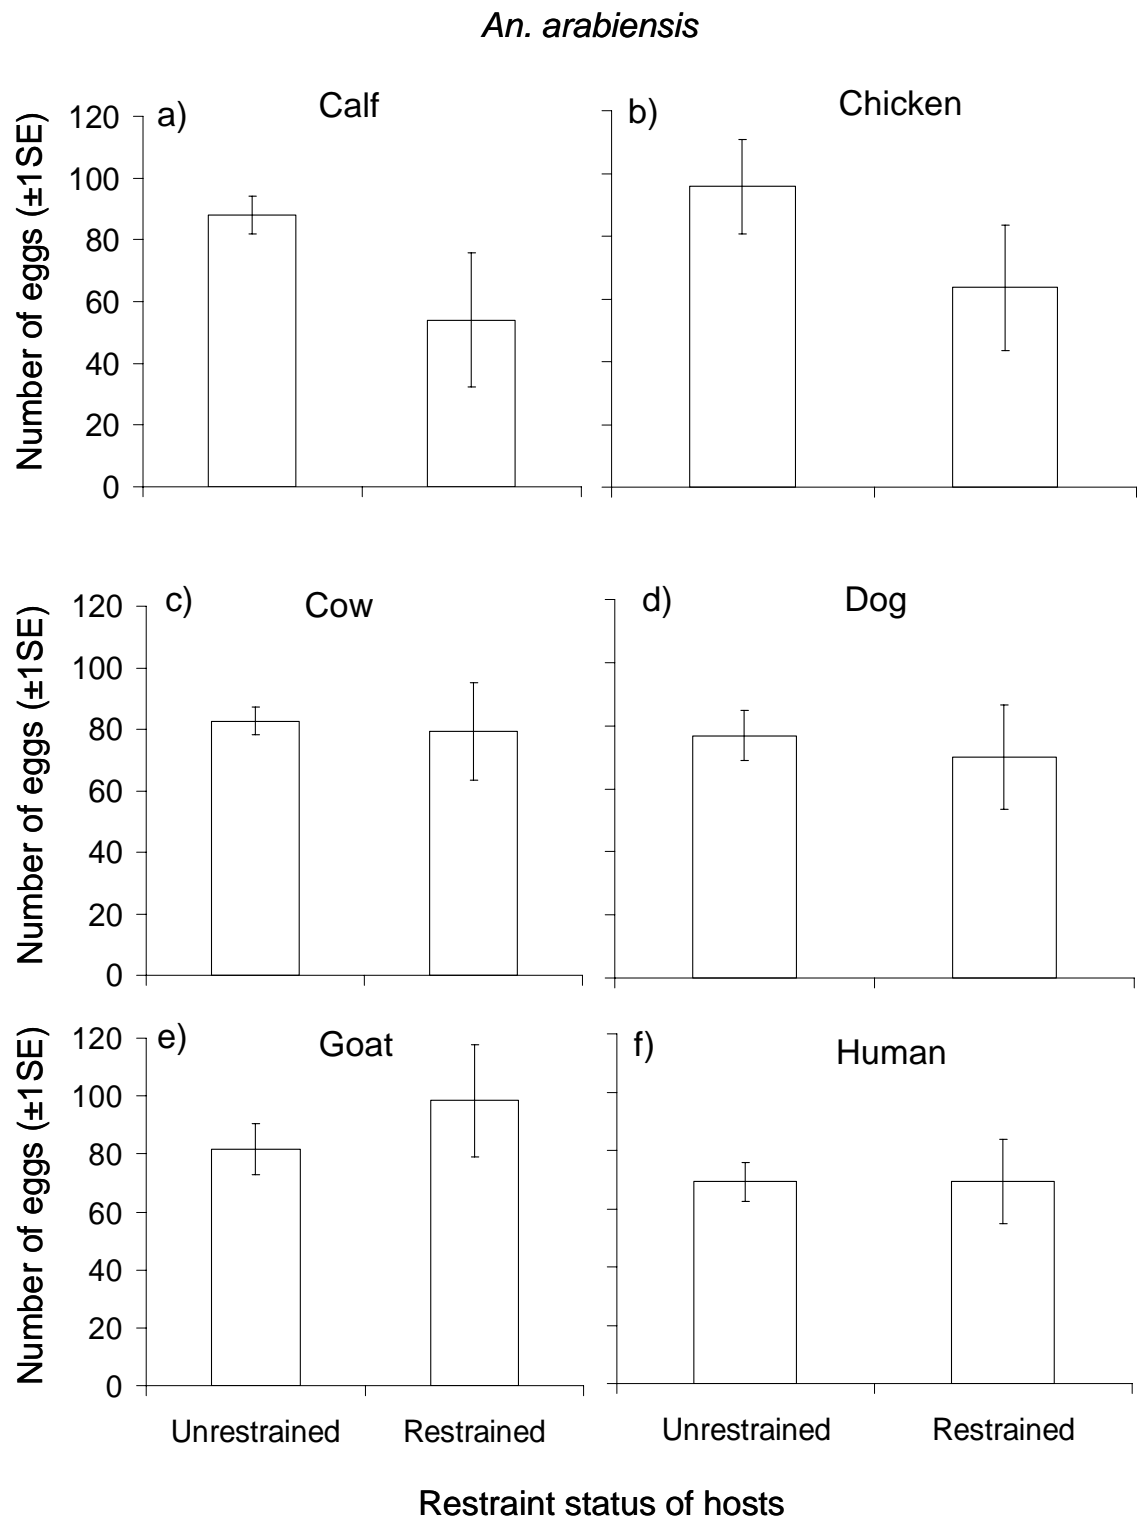 An. arabiensis
a)
Calf
b)
Chicken
Number of eggs (±1SE)
120
100
80
60
40
20
0
c)
Cow
d)
Dog
Number of eggs (±1SE)
120
100
80
60
40
20
0
e)
Goat
f)
Human
Number of eggs (±1SE)
120
100
80
60
40
20
0
Unrestrained Restrained Unrestrained Restrained
Restraint status of hosts